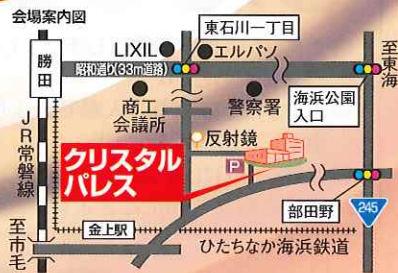 会場案内図
東石川一丁目
LIXIL
エルパソ
至東海
勝田
昭和通り(33m道路)
商工
会議所
警察署
海浜公園
入口
反射鏡
JR常磐線
クリスタル
パレス
P
部田野
245
金上駅
至市毛
ひたちなか海浜鉄道